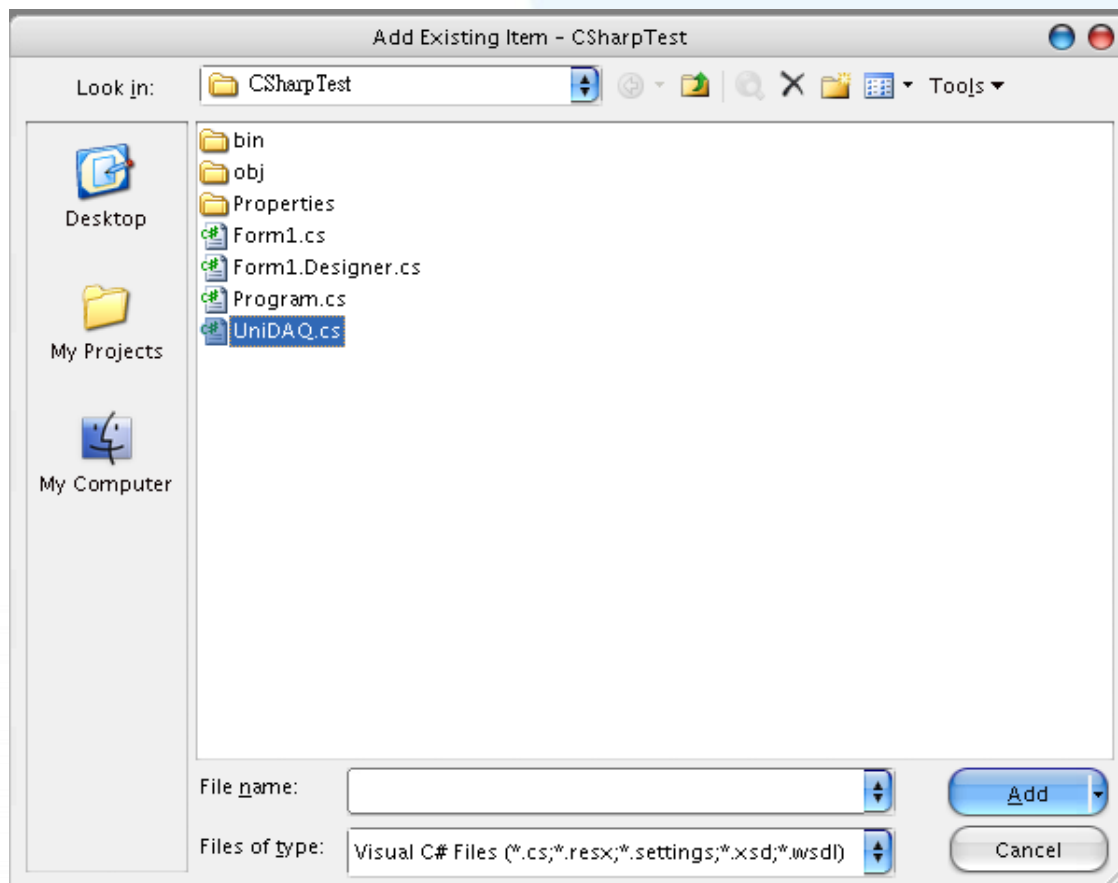 Add Existing Item - CSharpTest
Look in:
CSharpTest
Tools
Desktop
My Projects
My Computer
bin
obj
Properties
Form1.cs
Form1.Designer.cs
Program.cs
UniDAQ.cs
File name:
Add
Files of type:
Visual C# Files (*.cs;*.resx;*.settings;*.xsd;*.wsdl)
Cancel